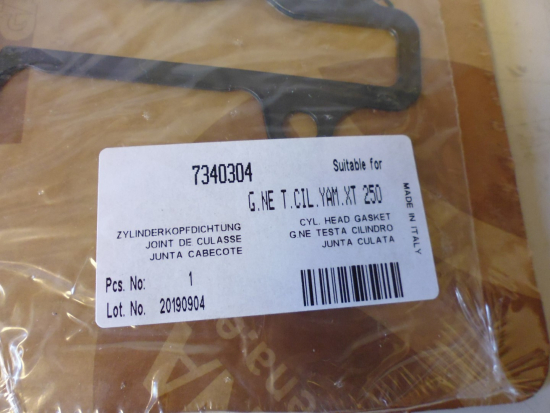 7340304 Suitable for
G.NE T.CIL.YAM.XT 250
ZYLINDERKOPFDICHTUNG
JOINT DE CULASSE
JUNTA CABECOTE
CYL. HEAD GASKET
G.NE TESTA CILINDRO
JUNTA CULATA
Pcs. No: 1
Lot. No. 20190904
MADE IN ITALY